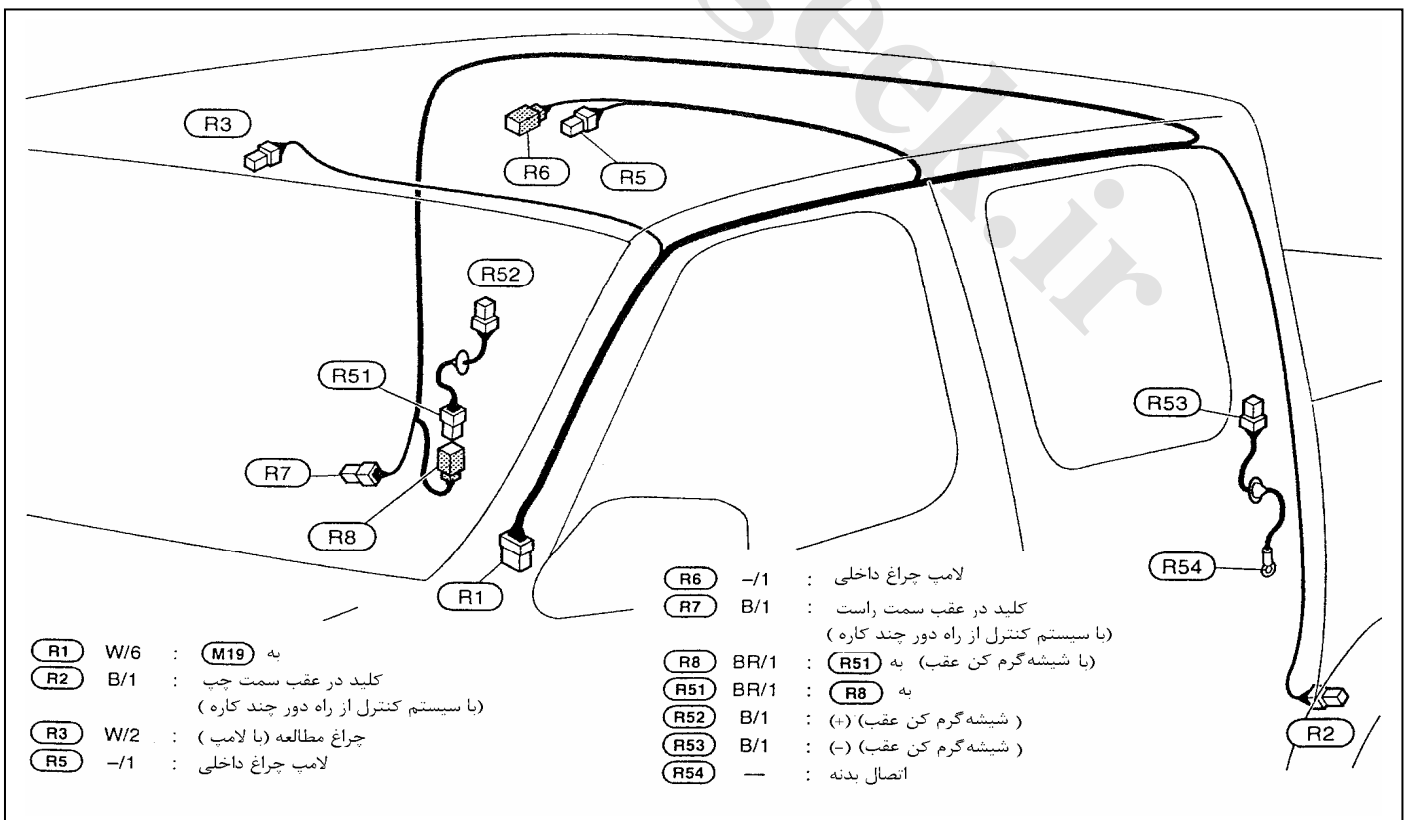 seek.ir
R3
R6
R5
R52
R51
R53
R7
R8
R54
R1
R2
R1 W/6 : به M19
R2 B/1 : کلید در عقب سمت چپ
(با سیستم کنترل از راه دور چند کاره)
R3 W/2 : چراغ مطالعه (با لامپ)
R5 –/1 : لامپ چراغ داخلی
R6 –/1 : لامپ چراغ داخلی
R7 B/1 : کلید در عقب سمت راست
(با سیستم کنترل از راه دور چند کاره)
R8 BR/1 : (با شیشه گرم کن عقب) به R51
R51 BR/1 : به R8
R52 B/1 : (شیشه گرم کن عقب) (+)
R53 B/1 : (شیشه گرم کن عقب) (–)
R54 — : اتصال بدنه